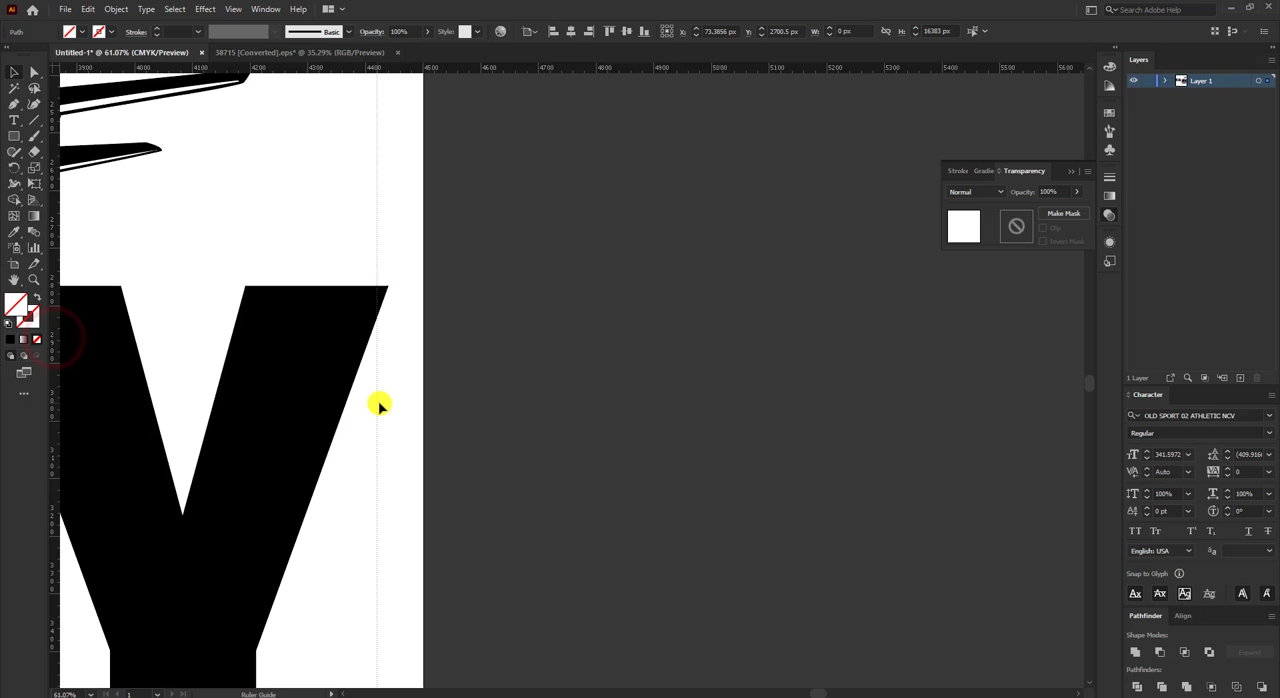 Ai File Edit Object Type Select Effect View Window Help Search Adobe Help
Path Stroke: Basic Opacity: 100% Style: X: 73.3856 px Y: 2700.5 px W: 0 px H: 16383 px
Untitled-1* @ 61.07% (CMYK/Preview) × 38715 [Converted].eps* @ 35.29% (RGB/Preview) ×
3900 4000 4100 4200 4300 4400 4500 4600 4700 4800 4900 5000 5100 5200 5300 5400 5500 5600
Layers
Layer 1
Stroke Gradie Transparency
Normal Opacity: 100%
Make Mask
Clip
Invert Mask
Y
1 Layer
Character
OLD SPORT 02 ATHLETIC NCV
Regular
341.5972 (409.916
Auto 0
100% 100%
0 pt 0°
English: USA
Snap to Glyph
Pathfinder Align
Shape Modes:
Expand
Pathfinders:
61.07% 1 Ruler Guide